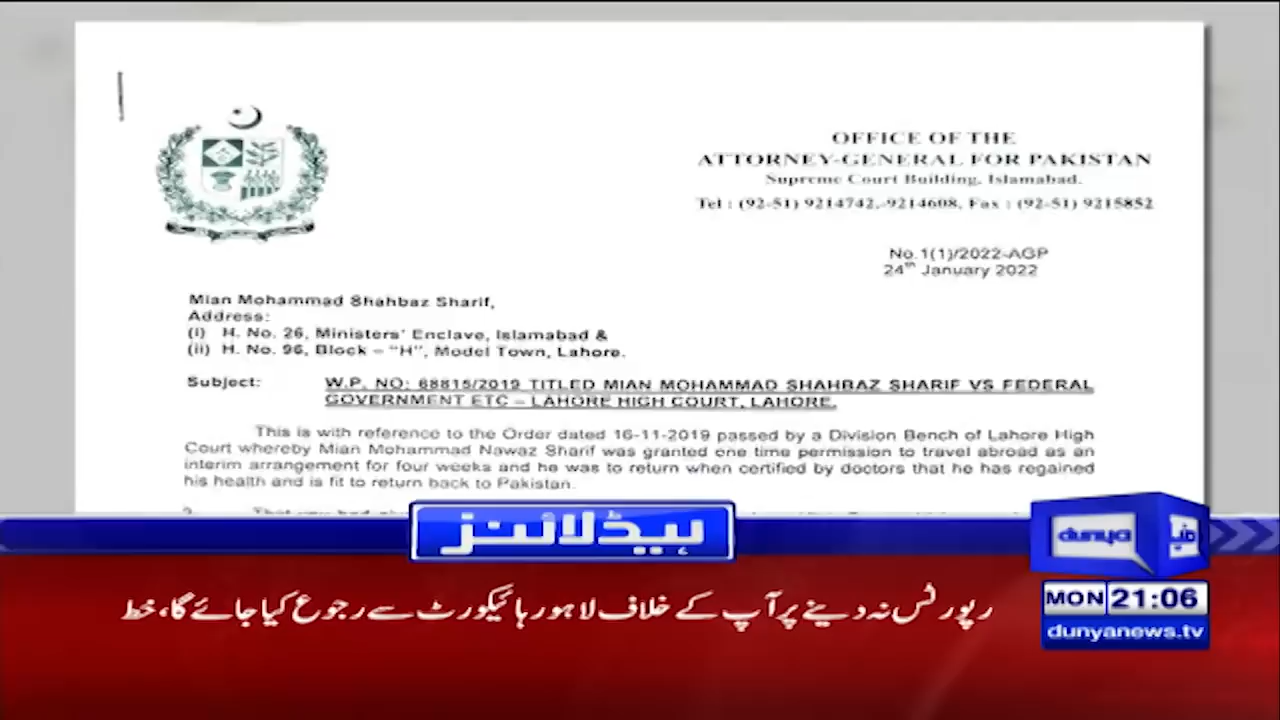 OFFICE OF THE
ATTORNEY-GENERAL FOR PAKISTAN
Supreme Court Building, Islamabad.
Tel : (92-51) 9214742,-9214608, Fax : (92-51) 9215852
No.1(1)/2022-AGP
24th January 2022
Mian Mohammad Shahbaz Sharif,
Address:
(i) H. No. 26, Ministers' Enclave, Islamabad &
(ii) H. No. 96, Block – "H", Model Town, Lahore.
Subject: W.P. NO: 68815/2019 TITLED MIAN MOHAMMAD SHAHBAZ SHARIF VS FEDERAL
GOVERNMENT ETC – LAHORE HIGH COURT, LAHORE.
This is with reference to the Order dated 16-11-2019 passed by a Division Bench of Lahore High
Court whereby Mian Mohammad Nawaz Sharif was granted one time permission to travel abroad as an
interim arrangement for four weeks and he was to return when certified by doctors that he has regained
his health and is fit to return back to Pakistan.
ہیڈلائنز
dunya دنیا
رپورٹس نہ دینے پر آپ کے خلاف لاہور ہائیکورٹ سے رجوع کیا جائے گا، خط
MON 21:06
dunyanews.tv